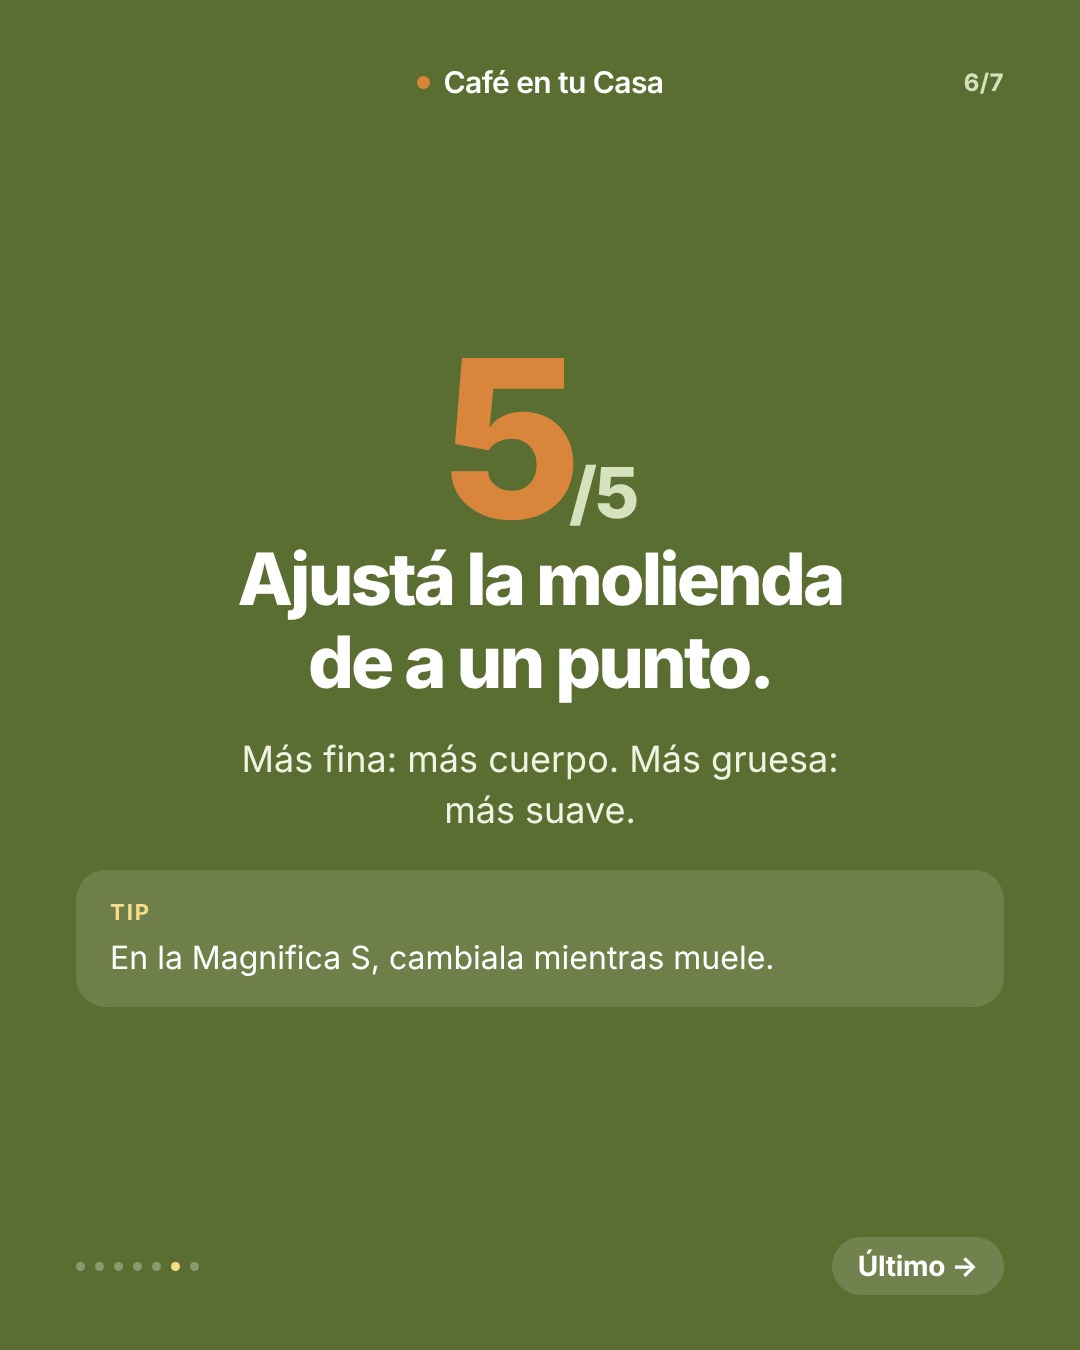 Café en tu Casa
6/7
5/5
Ajustá la molienda
de a un punto.
Más fina: más cuerpo. Más gruesa:
más suave.
TIP
En la Magnifica S, cambiala mientras muele.
Último →